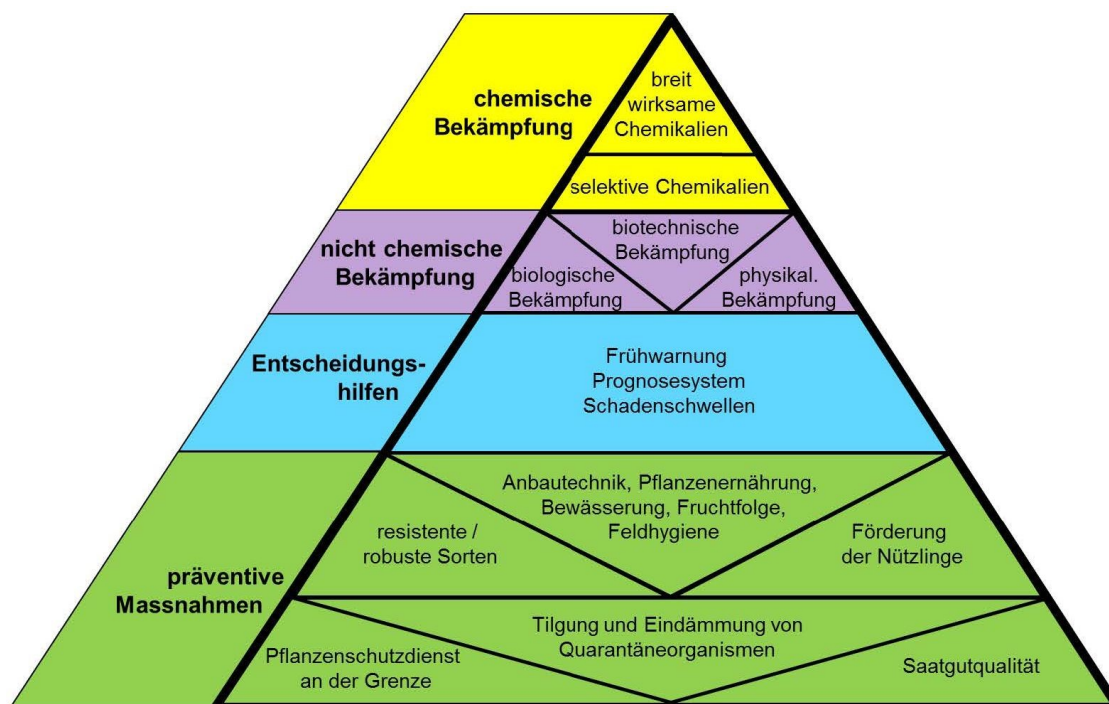 chemische
Bekämpfung
breit
wirksame
Chemikalien
selektive Chemikalien
nicht chemische
Bekämpfung
biotechnische
Bekämpfung
biologische
Bekämpfung
physikal.
Bekämpfung
Entscheidungs-
hilfen
Frühwarnung
Prognosesystem
Schadenschwellen
präventive
Massnahmen
Anbautechnik, Pflanzenernährung,
Bewässerung, Fruchtfolge,
Feldhygiene
resistente /
robuste Sorten
Förderung
der Nützlinge
Tilgung und Eindämmung von
Quarantäneorganismen
Pflanzenschutzdienst
an der Grenze
Saatgutqualität